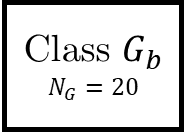 Class G_b
N_G = 20